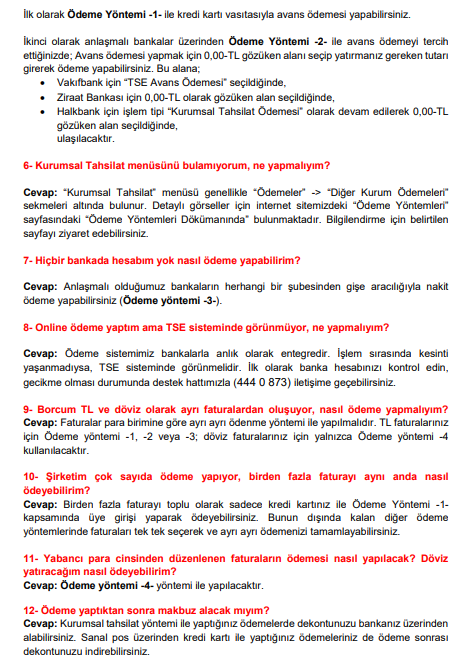 İlk olarak Ödeme Yöntemi -1- ile kredi kartı vasıtasıyla avans ödemesi yapabilirsiniz.
İkinci olarak anlaşmalı bankalar üzerinden Ödeme Yöntemi -2- ile avans ödemeyi tercih
ettiğinizde; Avans ödemesi yapmak için 0,00-TL gözüken alanı seçip yatırmanız gereken tutarı
girerek ödeme yapabilirsiniz. Bu alana;
• Vakıfbank için “TSE Avans Ödemesi” seçildiğinde,
• Ziraat Bankası için 0,00-TL olarak gözüken alan seçildiğinde,
• Halkbank için işlem tipi “Kurumsal Tahsilat Ödemesi” olarak devam edilerek 0,00-TL
gözüken alan seçildiğinde,
ulaşılacaktır.
6- Kurumsal Tahsilat menüsünü bulamıyorum, ne yapmalıyım?
Cevap: “Kurumsal Tahsilat” menüsü genellikle “Ödemeler” -> “Diğer Kurum Ödemeleri”
sekmeleri altında bulunur. Detaylı görseller için internet sitemizdeki “Ödeme Yöntemleri”
sayfasındaki “Ödeme Yöntemleri Dökümanında” bulunmaktadır. Bilgilendirme için belirtilen
sayfayı ziyaret edebilirsiniz.
7- Hiçbir bankada hesabım yok nasıl ödeme yapabilirim?
Cevap: Anlaşmalı olduğumuz bankaların herhangi bir şubesinden gişe aracılığıyla nakit
ödeme yapabilirsiniz (Ödeme yöntemi -3-).
8- Online ödeme yaptım ama TSE sisteminde görünmüyor, ne yapmalıyım?
Cevap: Ödeme sistemimiz bankalarla anlık olarak entegredir. İşlem sırasında kesinti
yaşanmadıysa, TSE sisteminde görünmelidir. İlk olarak banka hesabınızı kontrol edin,
gecikme olması durumunda destek hattımızla (444 0 873) iletişime geçebilirsiniz.
9- Borcum TL ve döviz olarak ayrı faturalardan oluşuyor, nasıl ödeme yapmalıyım?
Cevap: Faturalar para birimine göre ayrı ayrı ödenme yöntemi ile yapılmalıdır. TL faturalarınız
için Ödeme yöntemi -1, -2 veya -3; döviz faturalarınız için yalnızca Ödeme yöntemi -4
kullanılacaktır.
10- Şirketim çok sayıda ödeme yapıyor, birden fazla faturayı aynı anda nasıl
ödeyebilirim?
Cevap: Birden fazla faturayı toplu olarak sadece kredi kartınız ile Ödeme Yöntemi -1-
kapsamında üye girişi yaparak ödeyebilirsiniz. Bunun dışında kalan diğer ödeme
yöntemlerinde faturaları tek tek seçerek ve ayrı ayrı ödemenizi tamamlayabilirsiniz.
11- Yabancı para cinsinden düzenlenen faturaların ödemesi nasıl yapılacak? Döviz
yatıracağım nasıl ödeyebilirim?
Cevap: Ödeme yöntemi -4- yöntemi ile yapılacaktır.
12- Ödeme yaptıktan sonra makbuz alacak mıyım?
Cevap: Kurumsal tahsilat yöntemi ile yaptığınız ödemelerde dekontunuzu bankanız üzerinden
alabilirsiniz. Sanal pos üzerinden kredi kartı ile yaptığınız ödemeleriniz de ödeme sonrası
dekontunuzu indirebilirsiniz.